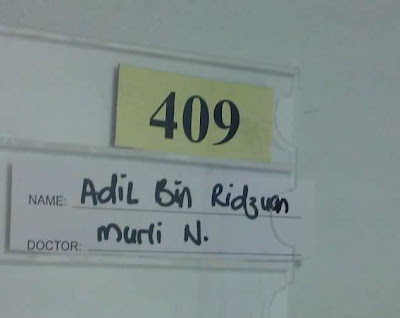 409
NAME: AdiL Bin Ridzuan
DOCTOR: murli N.